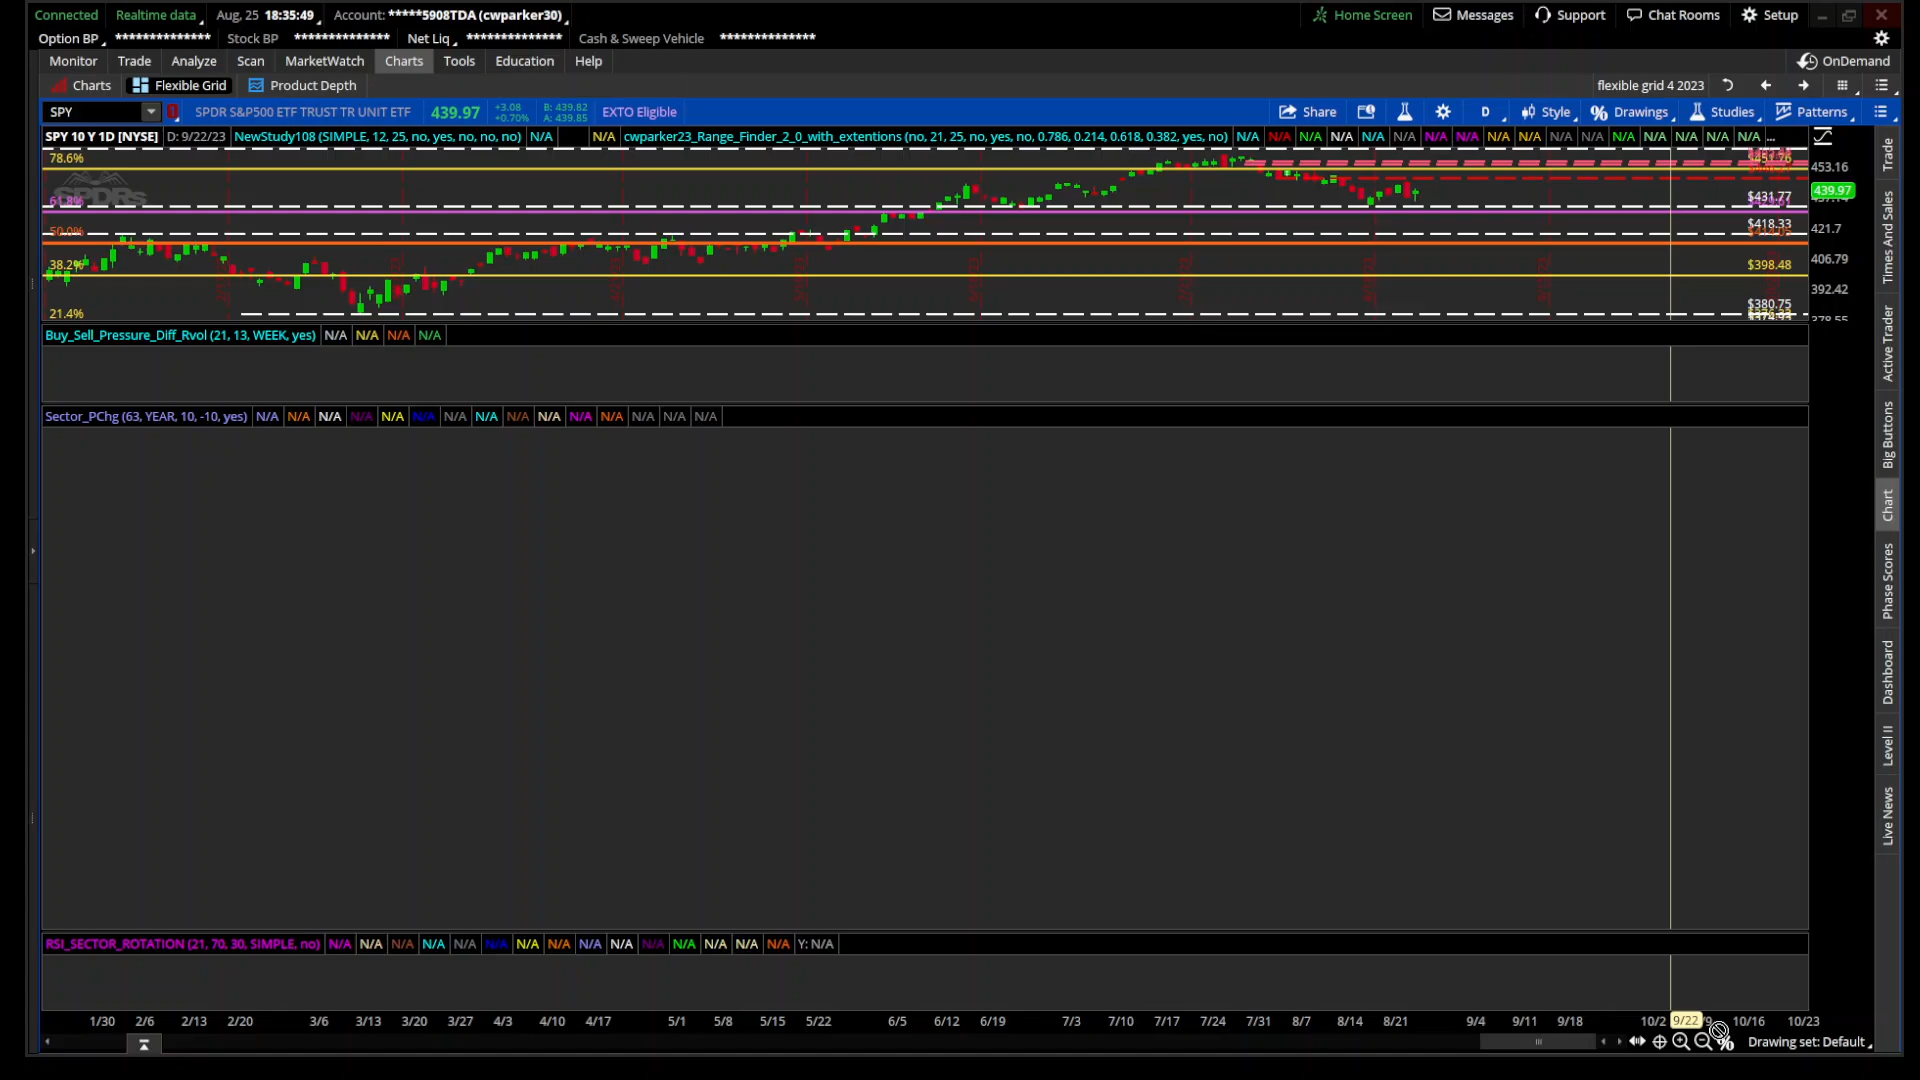 Connected Realtime data Aug, 25 18:35:49 Account: *****5908TDA (cwparker30) Home Screen Messages Support Chat Rooms Setup
Option BP ************** Stock BP ************** Net Liq ************** Cash & Sweep Vehicle **************
Monitor Trade Analyze Scan MarketWatch Charts Tools Education Help OnDemand
Charts Flexible Grid Product Depth flexible grid 4 2023
SPY SPDR S&P500 ETF TRUST TR UNIT ETF 439.97 +3.08 +0.70% B: 439.82 A: 439.85 EXTO Eligible Share D Style Drawings Studies Patterns
SPY 10 Y 1D [NYSE] D: 9/22/23 NewStudy108 (SIMPLE, 12, 25, no, yes, no, no, no) N/A N/A cwparker23_Range_Finder_2_0_with_extentions (no, 21, 25, no, yes, no, 0.786, 0.214, 0.618, 0.382, yes, no) N/A N/A N/A N/A N/A N/A N/A N/A N/A N/A N/A N/A N/A N/A N/A N/A N/A ...
78.6% $451.76 453.16
SPDRs 439.97
61.8% $431.77
50.0% $418.33 421.7
38.2% $398.48 406.79
392.42
21.4% $380.75
378.55
Buy_Sell_Pressure_Diff_Rvol (21, 13, WEEK, yes) N/A N/A N/A N/A
Sector_PChg (63, YEAR, 10, -10, yes) N/A N/A N/A N/A N/A N/A N/A N/A N/A N/A N/A N/A N/A N/A N/A
RSI_SECTOR_ROTATION (21, 70, 30, SIMPLE, no) N/A N/A N/A N/A N/A N/A N/A N/A N/A N/A N/A N/A N/A N/A N/A Y: N/A
1/30 2/6 2/13 2/20 3/6 3/13 3/20 3/27 4/3 4/10 4/17 5/1 5/8 5/15 5/22 6/5 6/12 6/19 7/3 7/10 7/17 7/24 7/31 8/7 8/14 8/21 9/4 9/11 9/18 10/2 9/22 10/16 10/23
Drawing set: Default
Trade
Times And Sales
Active Trader
Big Buttons
Chart
Phase Scores
Dashboard
Level II
Live News